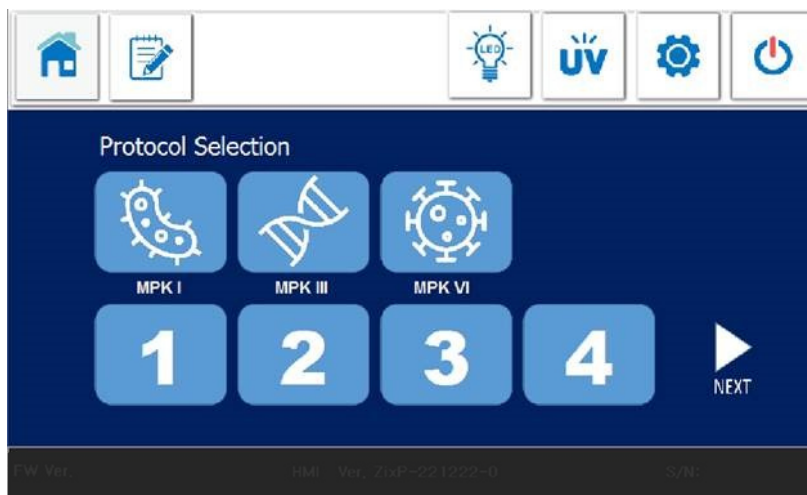 LED
UV
Protocol Selection
MPK I
MPK III
MPK VI
1
2
3
4
NEXT
FW Ver.
HMI Ver. ZixP-221222-0
S/N: